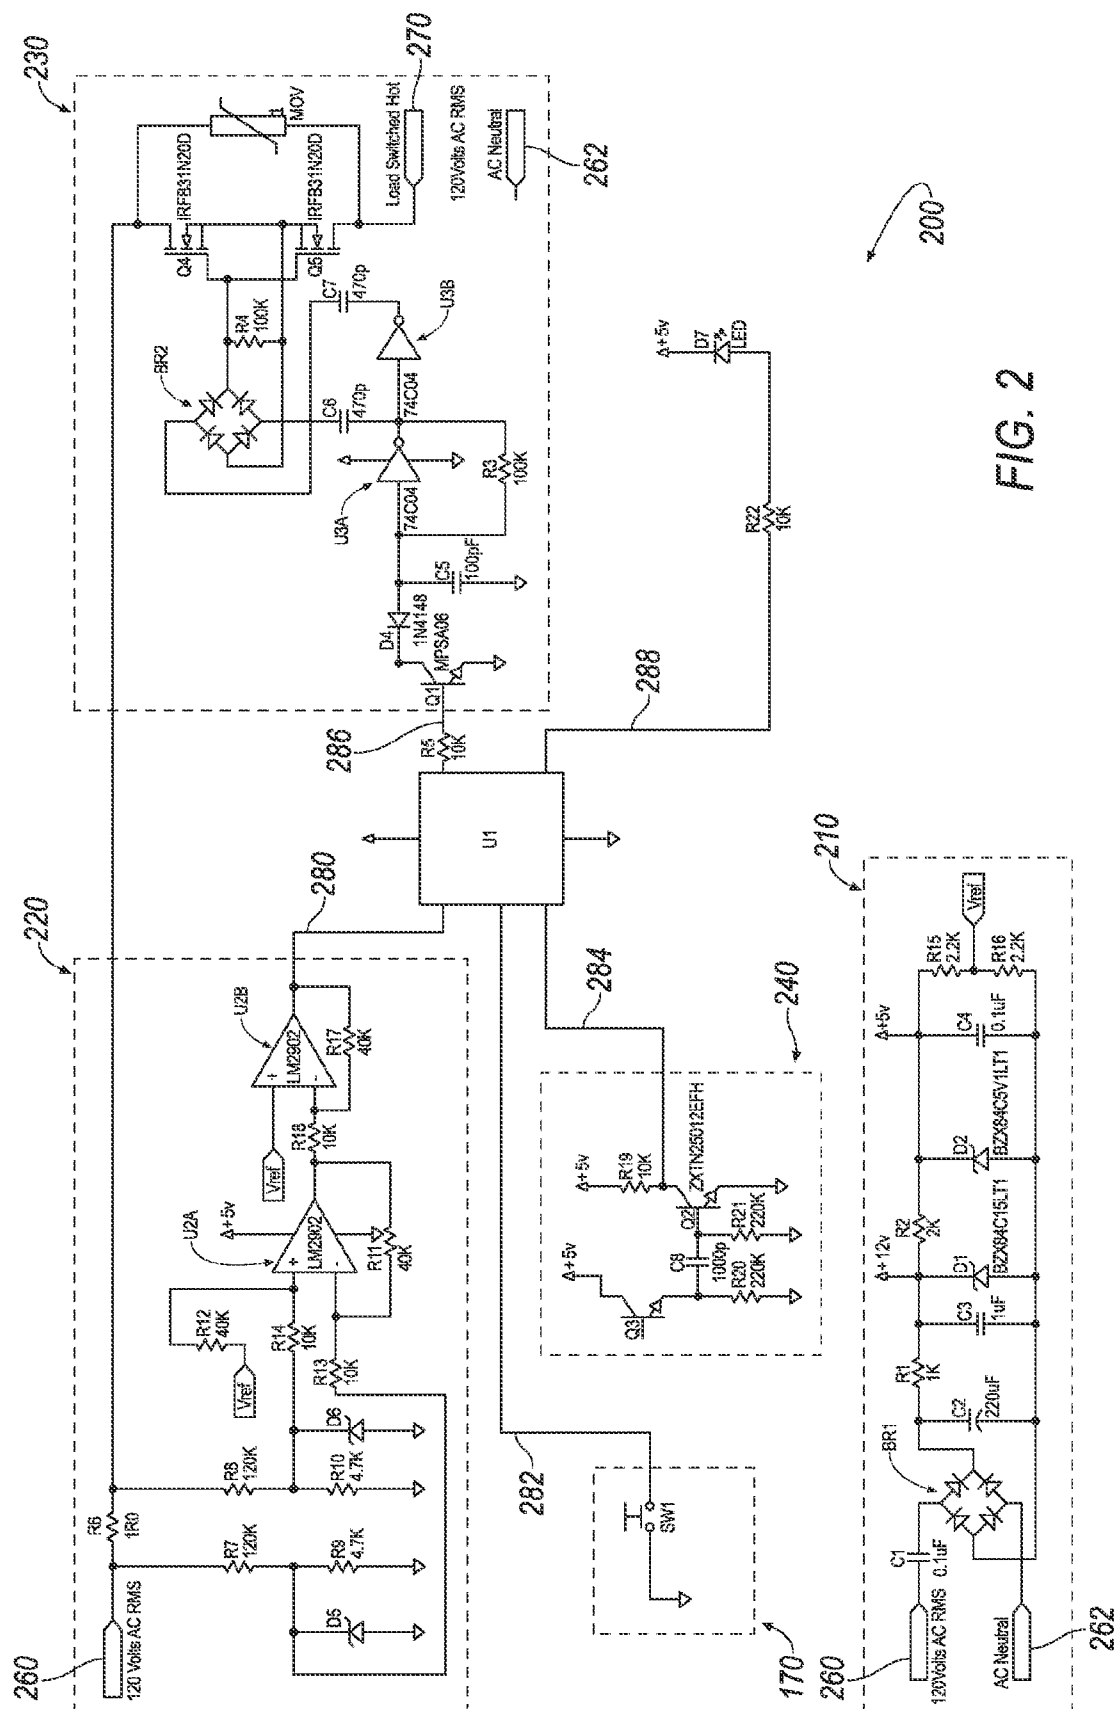 230
MOV
IRFB31N20D
IRFB31N20D
Q4
Q5
Load Switched Hot
270
120Volts AC RMS
AC Neutral
262
BR2
R4
100K
C7
470p
U3B
C6
470p
74C04
U3A
74C04
R3
100K
C5
100pF
D4
1N4148
MPSA06
Q1
286
R5
10K
288
R22
10K
+5v
D7
LED
200
FIG. 2
U1
220
280
U2B
LM2902
+
-
R17
40K
R18
10K
Vref
U2A
+5v
LM2902
+
-
R11
40K
R12
40K
Vref
R14
10K
R13
10K
D6
R8
120K
R10
4.7K
R6
1R0
R7
120K
R9
4.7K
D5
260
120 Volts AC RMS
284
240
+5v
R19
10K
ZXTN25012EFH
Q2
R21
220K
C8
1000p
R20
220K
+5v
Q3
282
SW1
170
210
Vref
R15
2.2K
R16
2.2K
+5v
C4
0.1uF
D2
BZX84C5V1LT1
R2
2K
+12v
D1
BZX84C15LT1
C3
1uF
R1
1K
C2
220uF
BR1
C1
0.1uF
260
120Volts AC RMS
AC Neutral
262